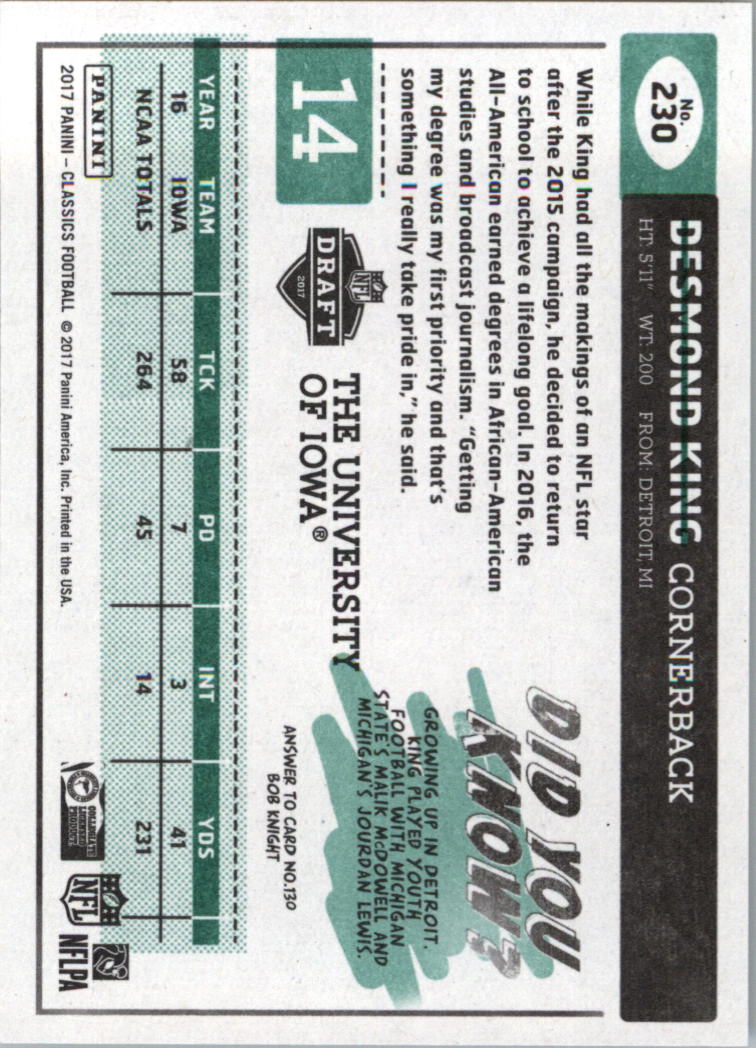 No.
230
DESMOND KING CORNERBACK
HT: 5'11" WT: 200 FROM: DETROIT, MI
While King had all the makings of an NFL star
after the 2015 campaign, he decided to return
to school to achieve a lifelong goal. In 2016, the
All-American earned degrees in African-American
studies and broadcast journalism. "Getting
my degree was my first priority and that's
something I really take pride in," he said.
DID YOU
KNOW?
GROWING UP IN DETROIT,
KING PLAYED YOUTH
FOOTBALL WITH MICHIGAN
STATE'S MALIK McDOWELL AND
MICHIGAN'S JOURDAN LEWIS.
14
NFL
DRAFT
2017
THE UNIVERSITY
OF IOWA®
ANSWER TO CARD NO.130
BOB KNIGHT
YEAR TEAM TCK PD INT YDS
16 IOWA 58 7 3 41
NCAA TOTALS 264 45 14 231
PANINI
2017 PANINI – CLASSICS FOOTBALL © 2017 Panini America, Inc. Printed in the USA.
COLLEGIATE
LICENSED
PRODUCT
NFL
NFLPA